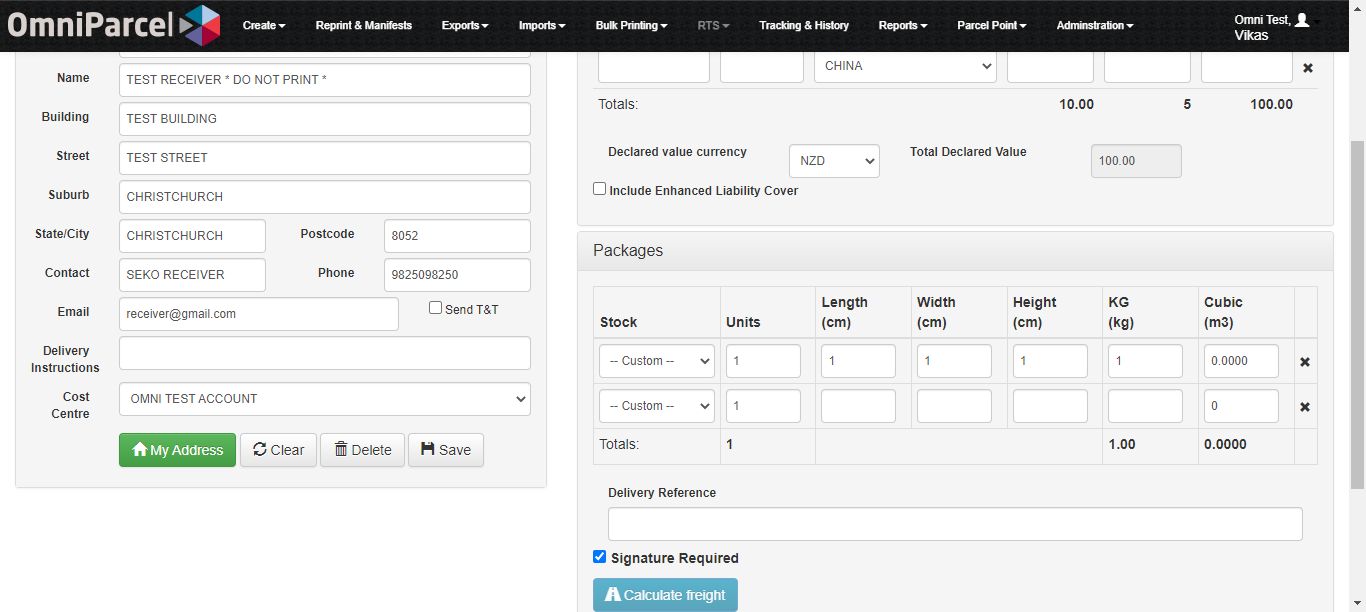 OmniParcel
Create Reprint & Manifests Exports Imports Bulk Printing RTS Tracking & History Reports Parcel Point Adminstration Omni Test, Vikas
Name TEST RECEIVER * DO NOT PRINT *
Building TEST BUILDING
Street TEST STREET
Suburb CHRISTCHURCH
State/City CHRISTCHURCH Postcode 8052
Contact SEKO RECEIVER Phone 9825098250
Email receiver@gmail.com Send T&T
Delivery Instructions
Cost Centre OMNI TEST ACCOUNT
My Address Clear Delete Save
CHINA
Totals: 10.00 5 100.00
Declared value currency NZD Total Declared Value 100.00
Include Enhanced Liability Cover
Packages
Stock Units Length (cm) Width (cm) Height (cm) KG (kg) Cubic (m3)
-- Custom -- 1 1 1 1 1 0.0000
-- Custom -- 1 0
Totals: 1 1.00 0.0000
Delivery Reference
Signature Required
Calculate freight